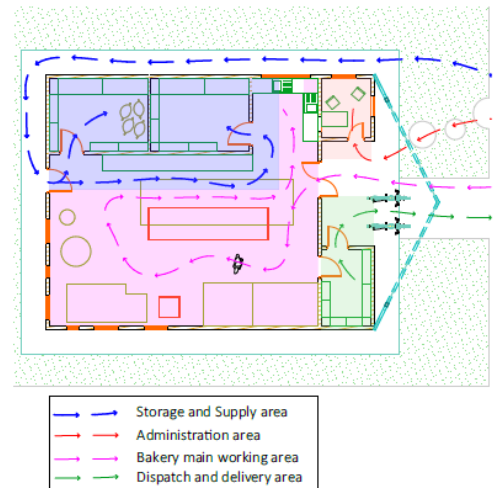 Storage and Supply area
Administration area
Bakery main working area
Dispatch and delivery area